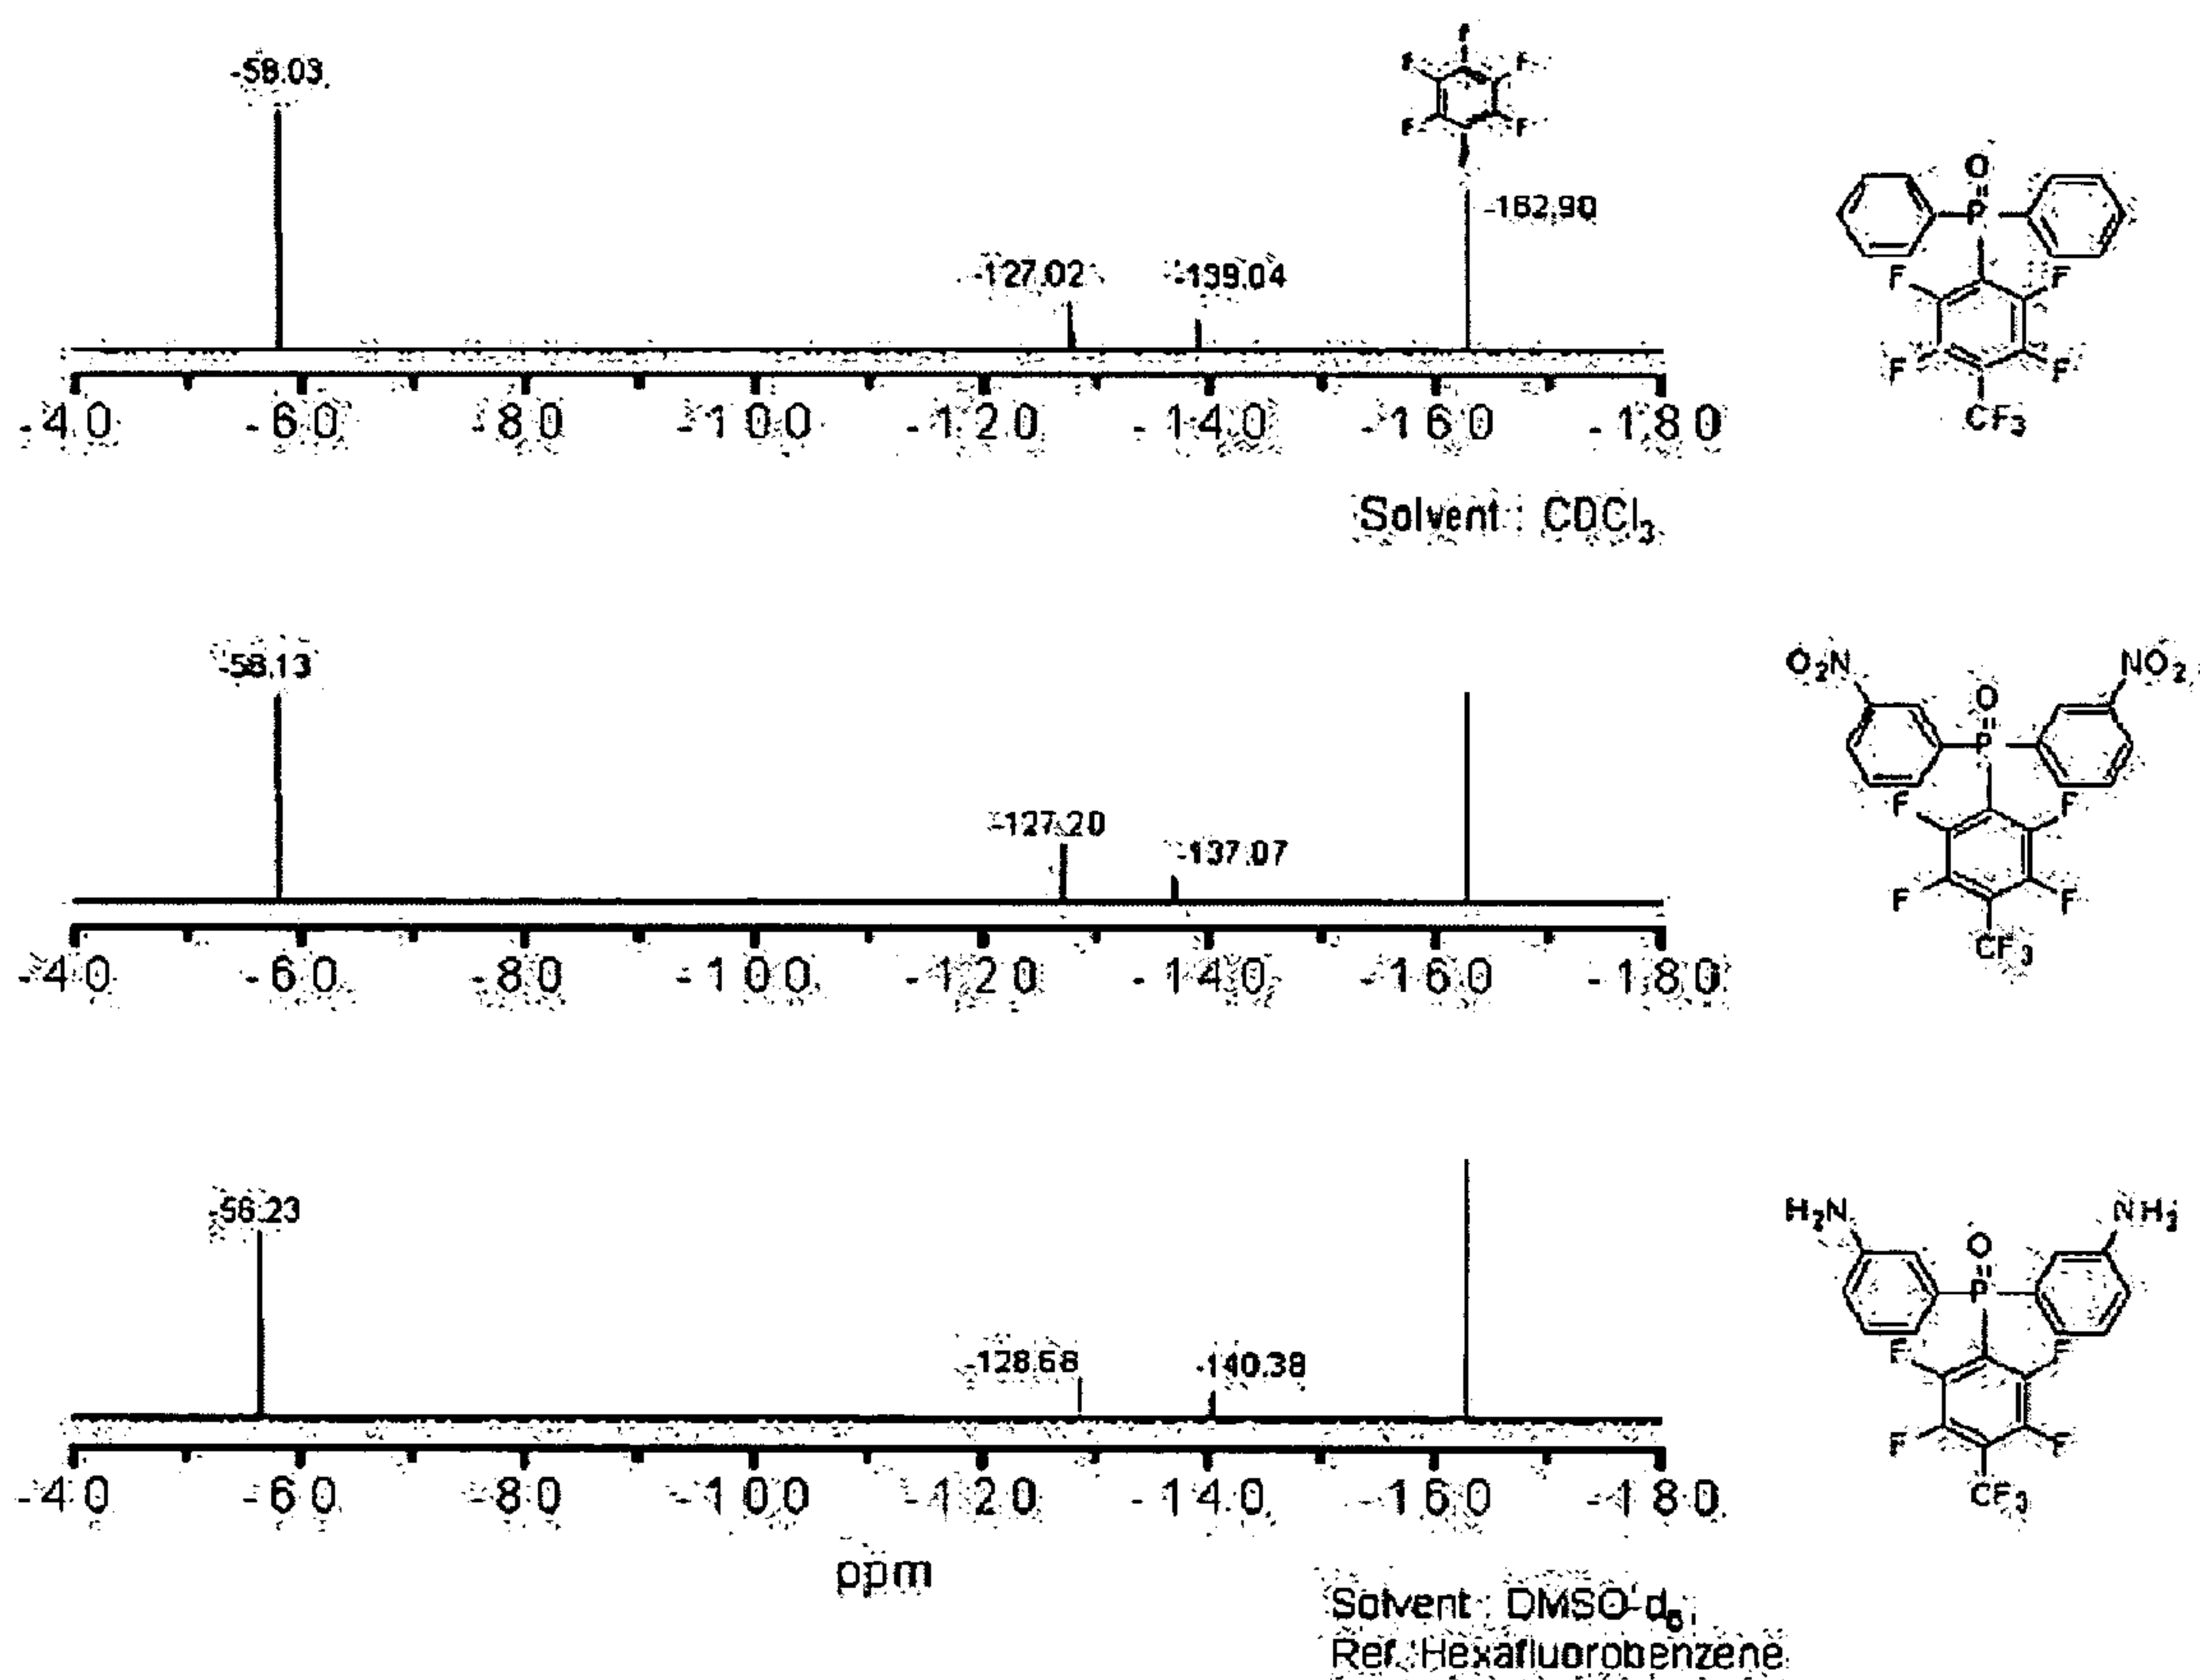 -58.03
F
F F
F F
-162.90
-127.02
-139.04
O
P
F F
F F
CF3
-40 -60 -80 -100 -120 -140 -160 -180
Solvent : CDCl3
-58.13
-127.20
-137.07
O2N NO2
O
P
F F
F F
CF3
-40 -60 -80 -100 -120 -140 -160 -180
-56.23
-128.68
-140.38
H2N NH2
O
P
F F
F F
CF3
-40 -60 -80 -100 -120 -140 -160 -180
ppm
Solvent : DMSO-d6
Ref. Hexafluorobenzene